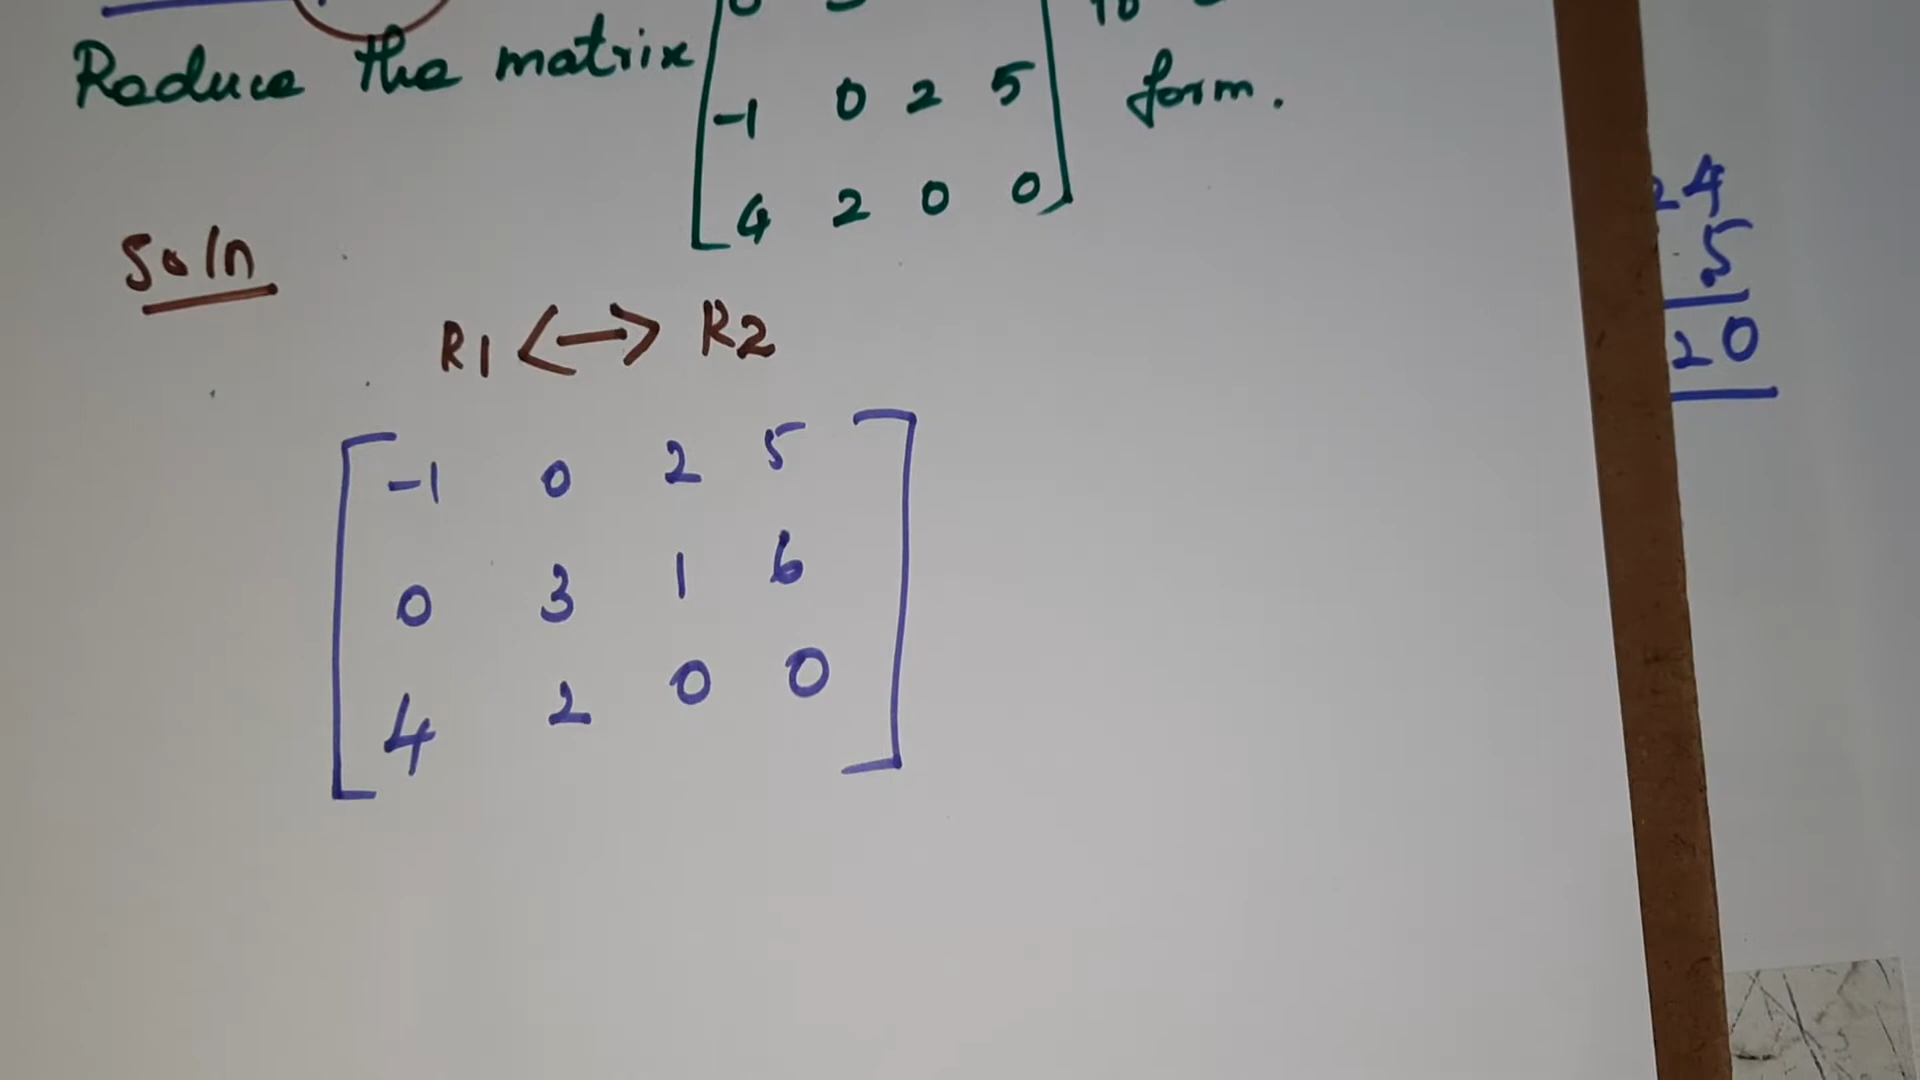 Reduce the matrix
-1 0 2 5
form.
4 2 0 0
Soln
R1 <—> R2
-1 0 2 5
0 3 1 6
4 2 0 0
4
5
20